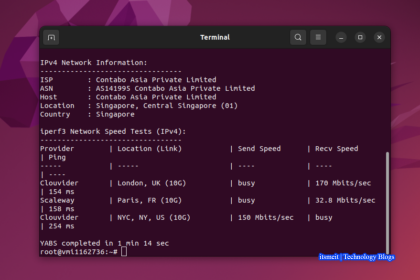 Terminal
IPv4 Network Information:
---------------------------------
ISP        : Contabo Asia Private Limited
ASN        : AS141995 Contabo Asia Private Limited
Host       : Contabo Asia Private Limited
Location   : Singapore, Central Singapore (01)
Country    : Singapore
iperf3 Network Speed Tests (IPv4):
---------------------------------
Provider        | Location (Link)           | Send Speed      | Recv Speed
| Ping
-----           | -----                     | ----            | ----
| ----
Clouvider       | London, UK (10G)          | busy            | 170 Mbits/sec
| 154 ms
Scaleway        | Paris, FR (10G)           | busy            | 32.8 Mbits/sec
| 158 ms
Clouvider       | NYC, NY, US (10G)         | 150 Mbits/sec   | busy
| 254 ms
YABS completed in 1 min 14 sec
root@vmi1162736:~#
itsmeit | Technology Blogs